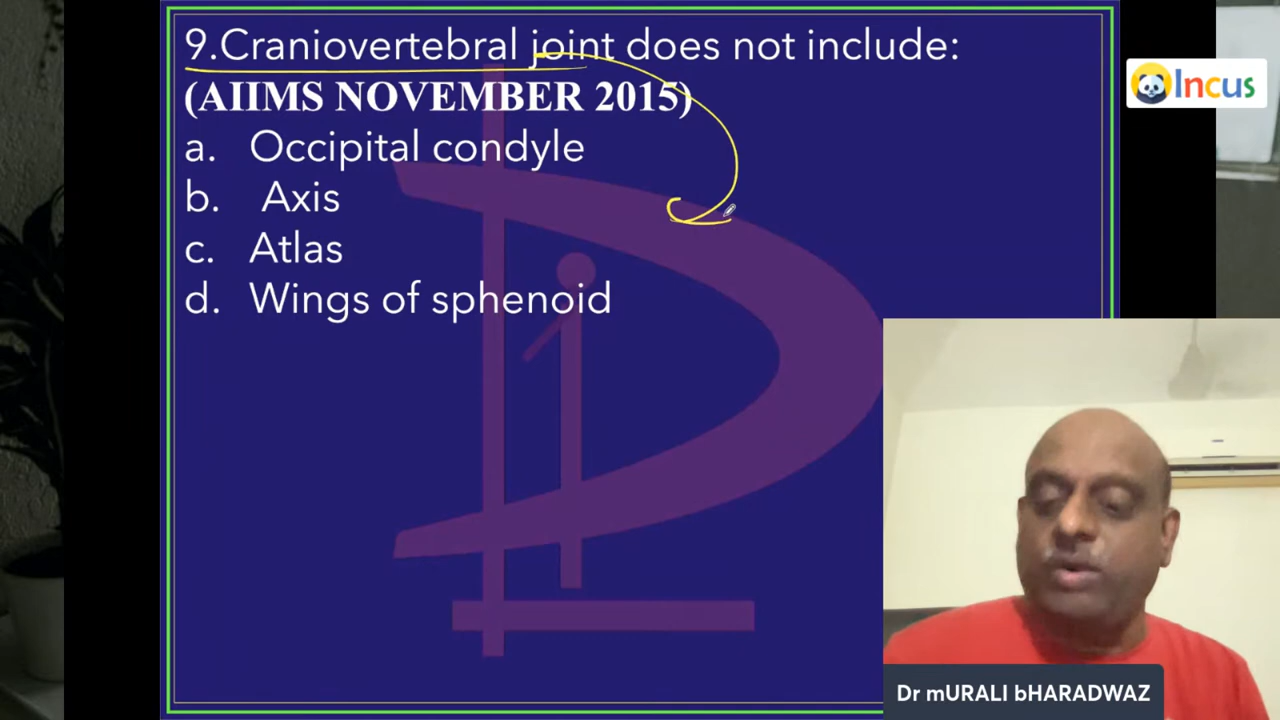 9.Craniovertebral joint does not include:
(AIIMS NOVEMBER 2015)
a. Occipital condyle
b. Axis
c. Atlas
d. Wings of sphenoid
Incus
Dr mURALI bHARADWAZ